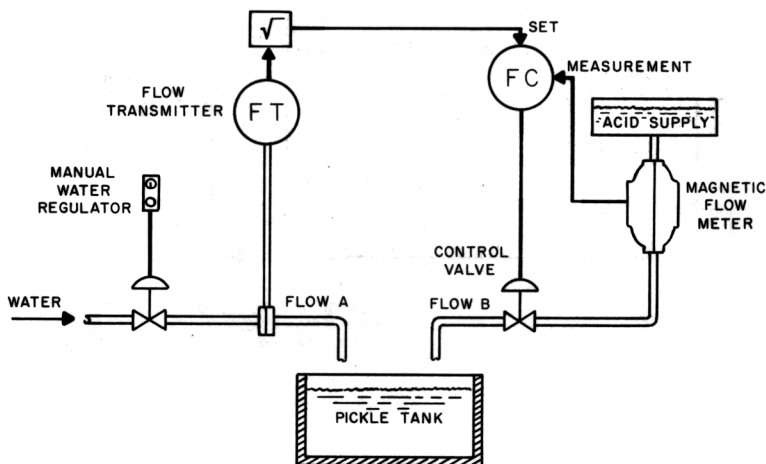 √
SET
FC
MEASUREMENT
FLOW
TRANSMITTER
FT
ACID SUPPLY
MANUAL
WATER
REGULATOR
MAGNETIC
FLOW
METER
CONTROL
VALVE
WATER
FLOW A
FLOW B
PICKLE TANK